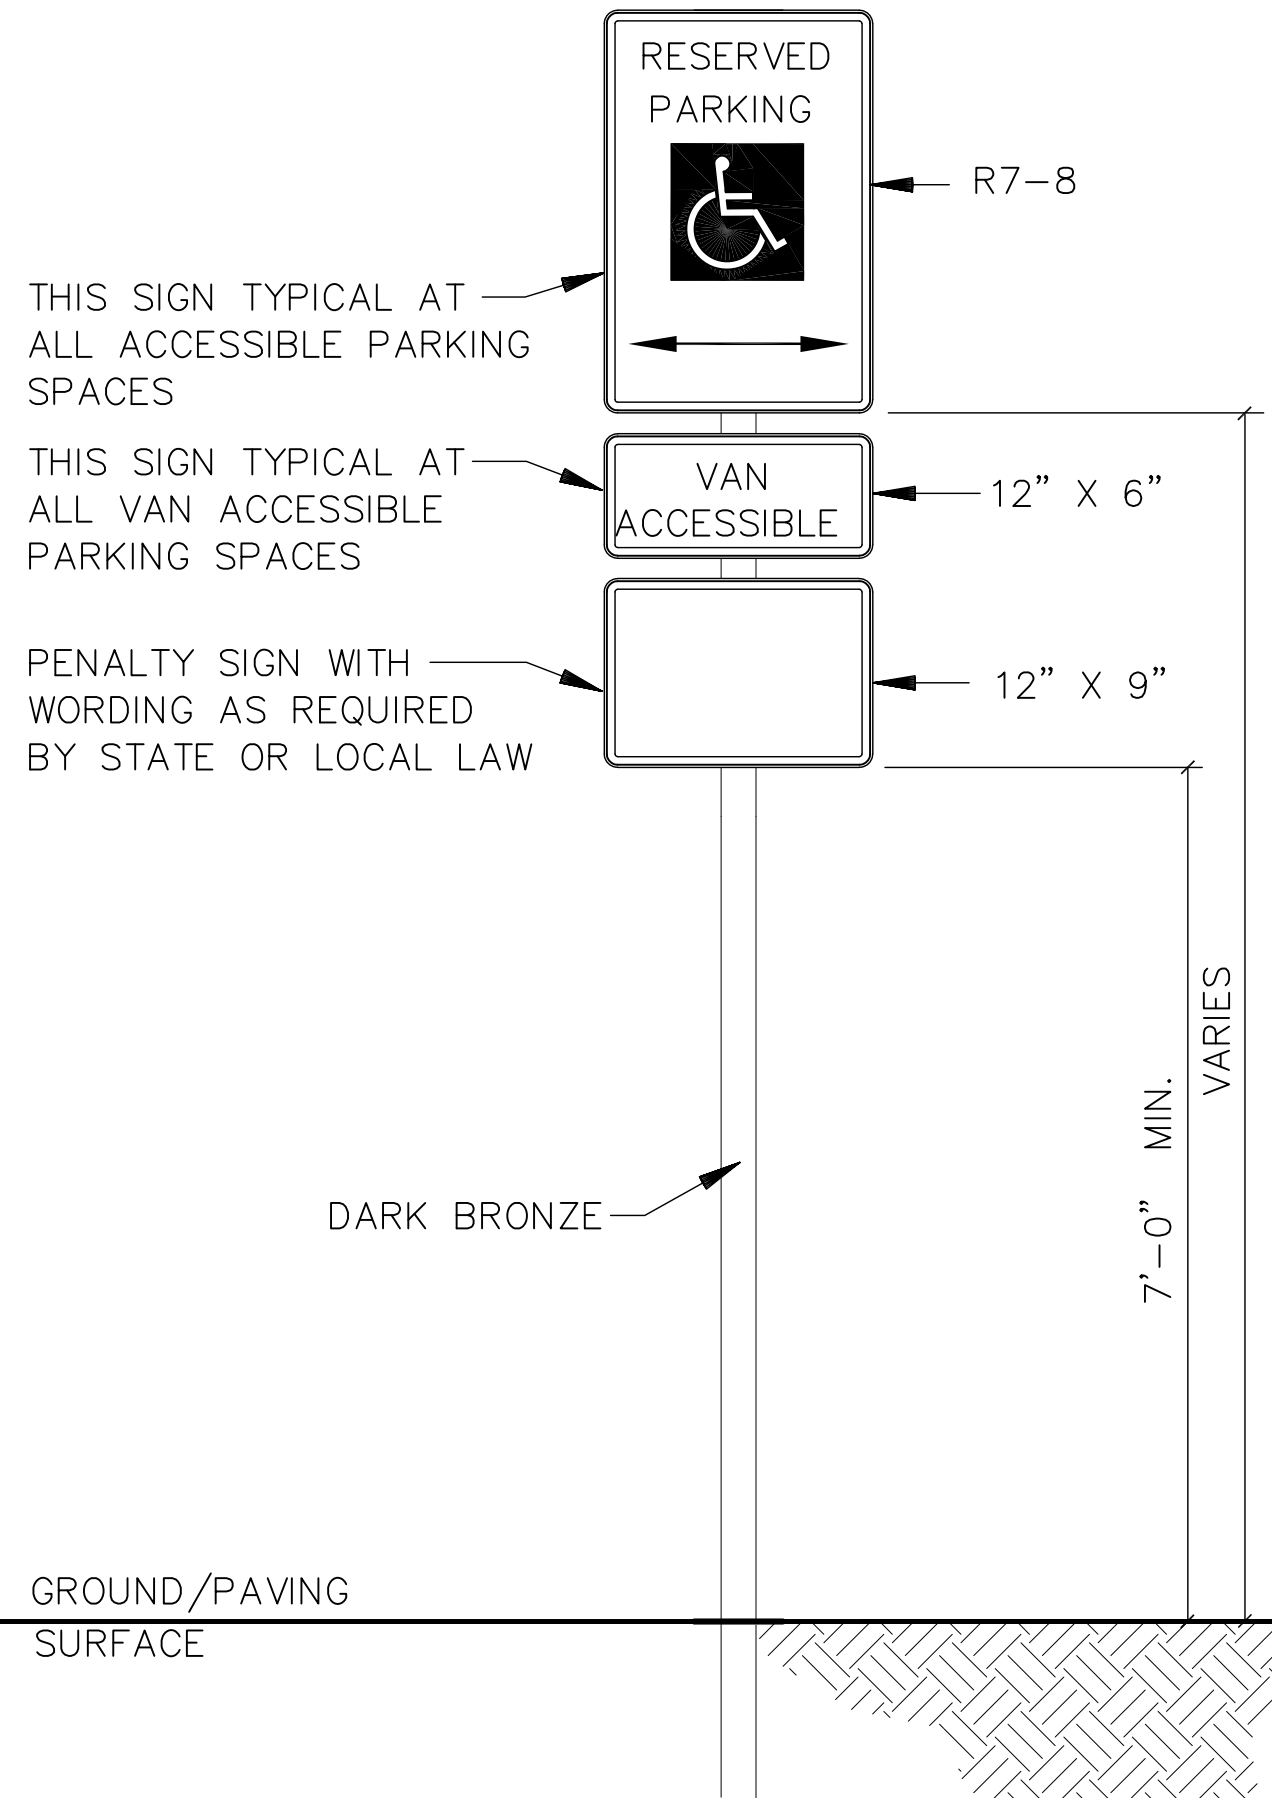 RESERVED
PARKING
R7-8
THIS SIGN TYPICAL AT
ALL ACCESSIBLE PARKING
SPACES
THIS SIGN TYPICAL AT
ALL VAN ACCESSIBLE
PARKING SPACES
VAN
ACCESSIBLE
12” X 6”
PENALTY SIGN WITH
WORDING AS REQUIRED
BY STATE OR LOCAL LAW
12” X 9”
VARIES
7’-0” MIN.
DARK BRONZE
GROUND/PAVING
SURFACE